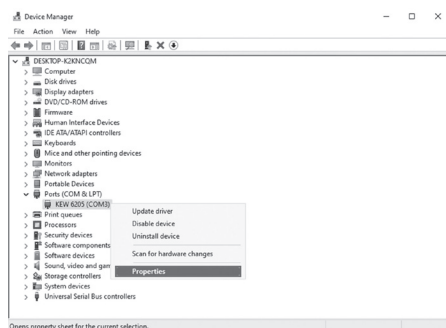 Device Manager
File Action View Help
DESKTOP-K2KNCQM
Computer
Disk drives
Display adapters
DVD/CD-ROM drives
Firmware
Human Interface Devices
IDE ATA/ATAPI controllers
Keyboards
Mice and other pointing devices
Monitors
Network adapters
Portable Devices
Ports (COM & LPT)
KEW 6205 (COM3)
Print queues
Processors
Security devices
Software components
Software devices
Sound, video and gam
Storage controllers
System devices
Universal Serial Bus controllers
Update driver
Disable device
Uninstall device
Scan for hardware changes
Properties
Opens property sheet for the current selection.